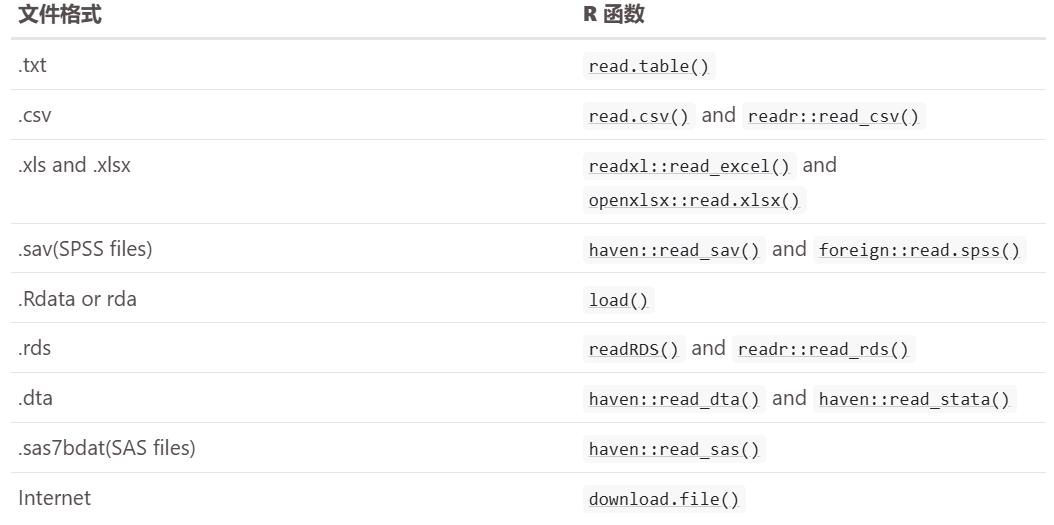 文件格式 R 函数
.txt read.table()
.csv read.csv() and readr::read_csv()
.xls and .xlsx readxl::read_excel() and
openxlsx::read.xlsx()
.sav(SPSS files) haven::read_sav() and foreign::read.spss()
.Rdata or rda load()
.rds readRDS() and readr::read_rds()
.dta haven::read_dta() and haven::read_stata()
.sas7bdat(SAS files) haven::read_sas()
Internet download.file()